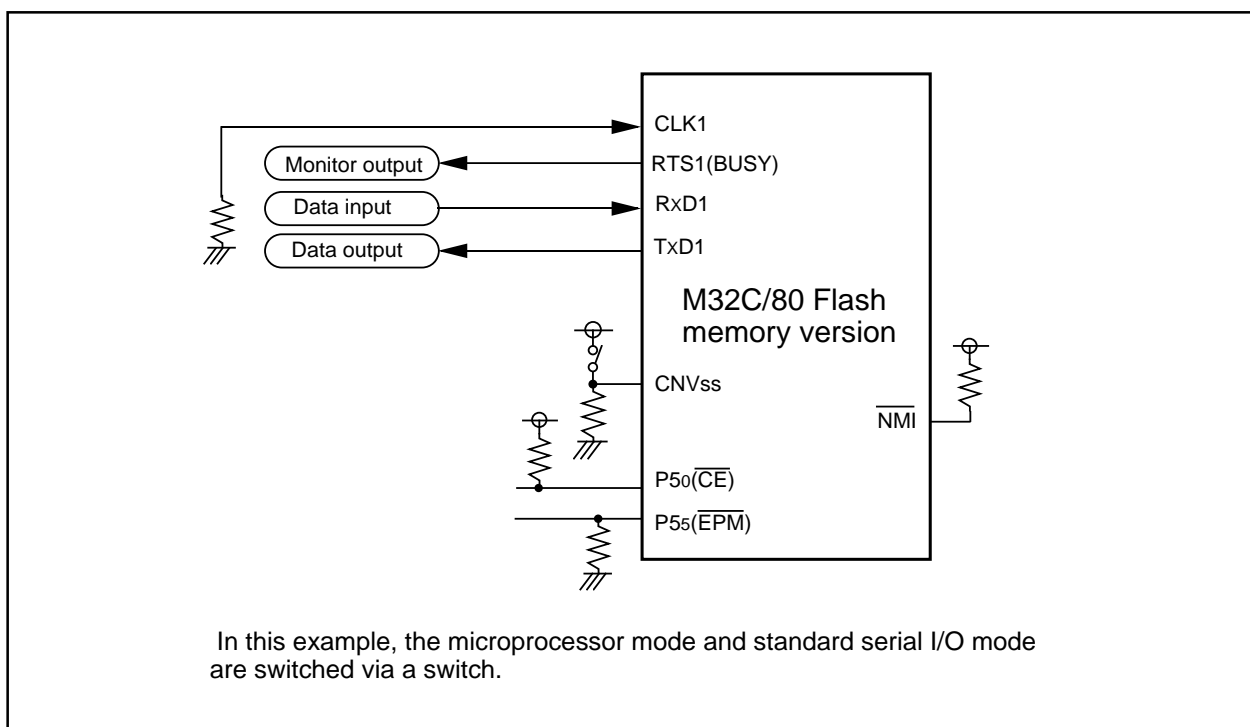 CLK1
Monitor output
RTS1(BUSY)
Data input
RxD1
Data output
TxD1
M32C/80 Flash
memory version
CNVss
NMI
P50(CE)
P55(EPM)
In this example, the microprocessor mode and standard serial I/O mode
are switched via a switch.